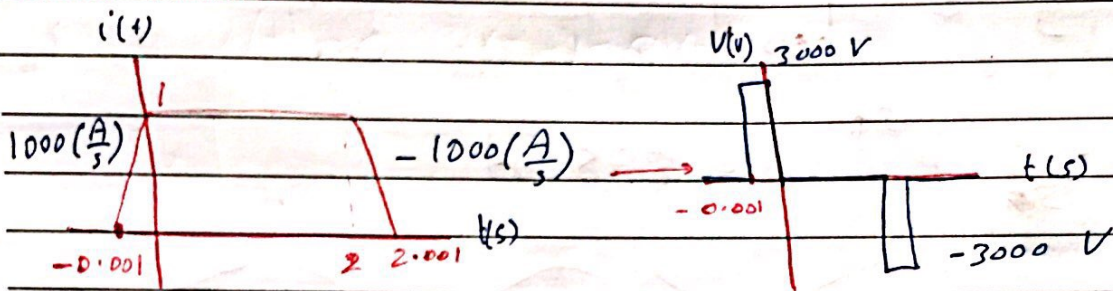 i(t)
V(v) 3000 V
1
1000(A/s)
-1000(A/s)
t(s)
-0.001
-0.001
t(s)
2 2.001
-3000 V